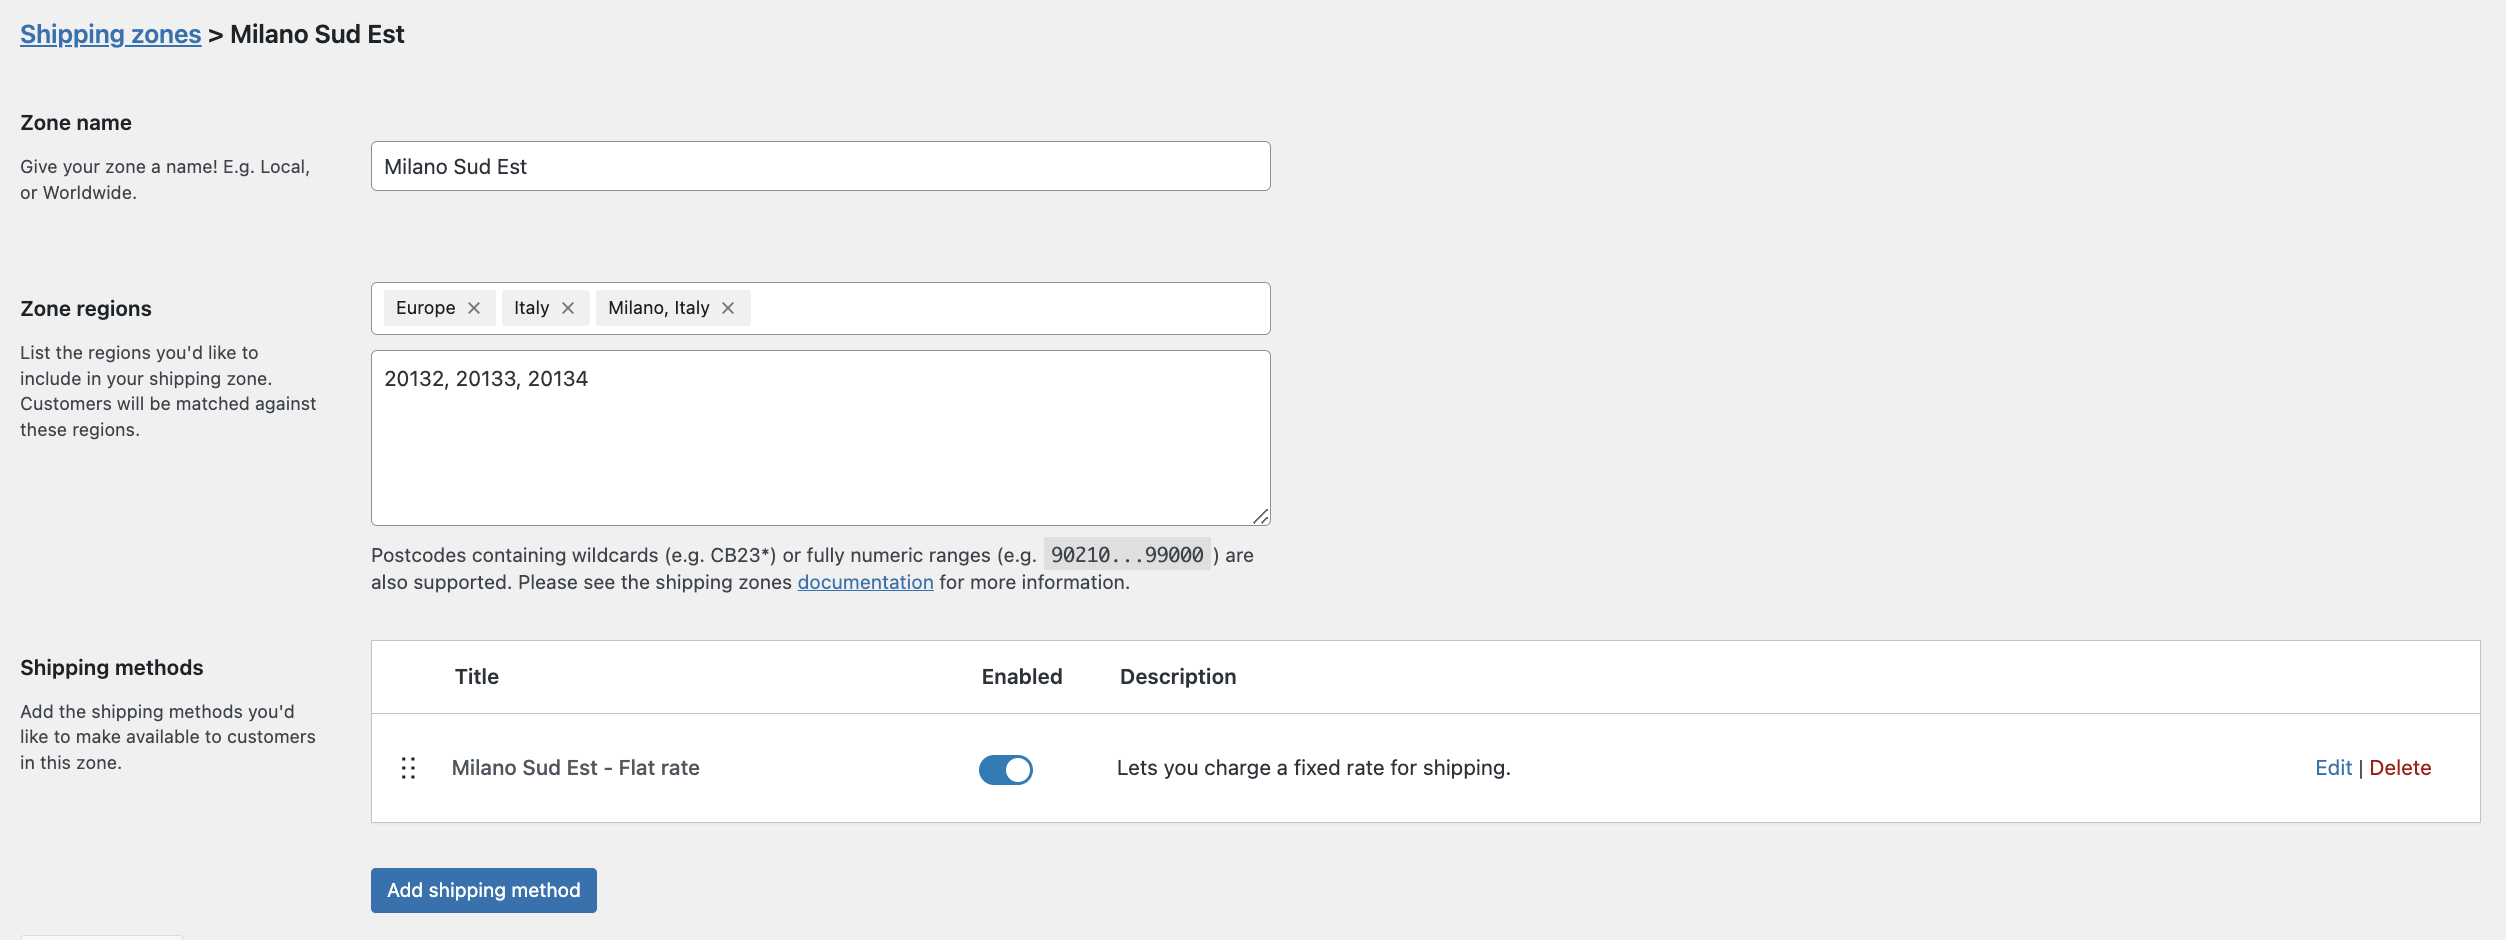 Shipping zones > Milano Sud Est
Zone name
Give your zone a name! E.g. Local,
or Worldwide.
Milano Sud Est
Zone regions
List the regions you'd like to
include in your shipping zone.
Customers will be matched against
these regions.
Europe × Italy × Milano, Italy ×
20132, 20133, 20134
Postcodes containing wildcards (e.g. CB23*) or fully numeric ranges (e.g. 90210...99000 ) are
also supported. Please see the shipping zones documentation for more information.
Shipping methods
Add the shipping methods you'd
like to make available to customers
in this zone.
Title Enabled Description
Milano Sud Est - Flat rate Lets you charge a fixed rate for shipping. Edit | Delete
Add shipping method